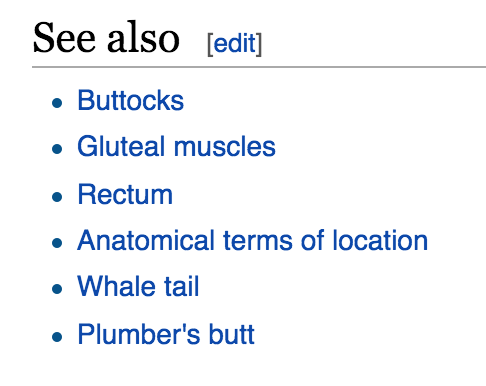 See also [edit]
Buttocks
Gluteal muscles
Rectum
Anatomical terms of location
Whale tail
Plumber's butt